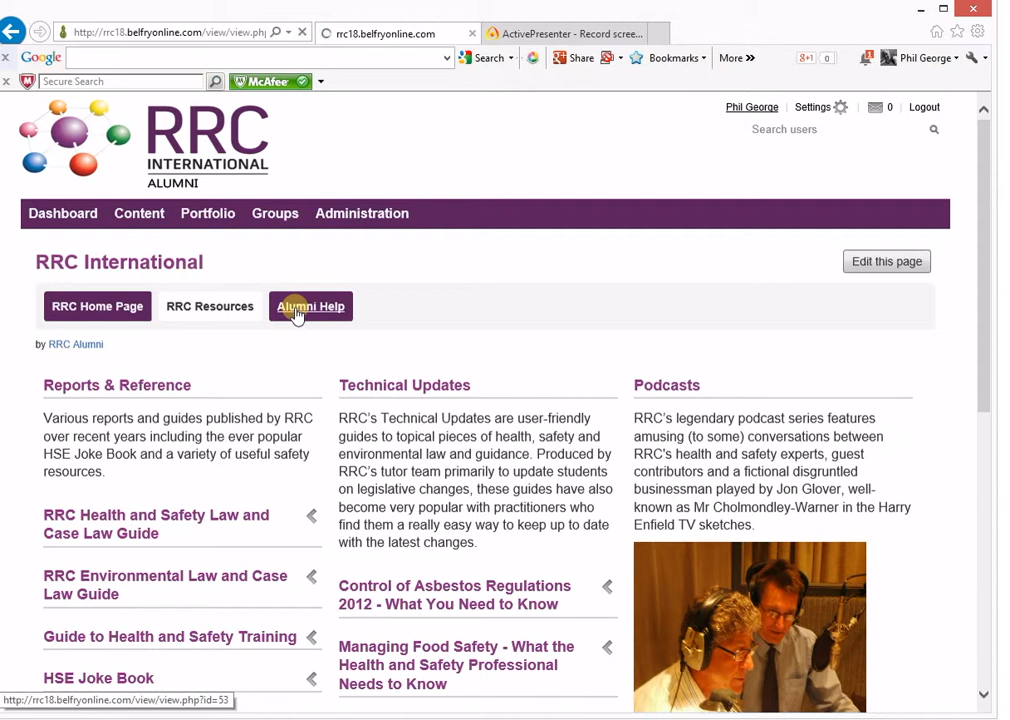 http://rrc18.belfryonline.com/view/view.php
rrc18.belfryonline.com
ActivePresenter - Record scree...
Google
Search
Share
Bookmarks
More »
g+1 0
Phil George
Secure Search
McAfee
Phil George
Settings
0
Logout
Search users
RRC
INTERNATIONAL
ALUMNI
Dashboard Content Portfolio Groups Administration
RRC International
Edit this page
RRC Home Page
RRC Resources
Alumni Help
by RRC Alumni
Reports & Reference
Various reports and guides published by RRC
over recent years including the ever popular
HSE Joke Book and a variety of useful safety
resources.
RRC Health and Safety Law and
Case Law Guide
RRC Environmental Law and Case
Law Guide
Guide to Health and Safety Training
HSE Joke Book
Technical Updates
RRC's Technical Updates are user-friendly
guides to topical pieces of health, safety and
environmental law and guidance. Produced by
RRC's tutor team primarily to update students
on legislative changes, these guides have also
become very popular with practitioners who
find them a really easy way to keep up to date
with the latest changes.
Control of Asbestos Regulations
2012 - What You Need to Know
Managing Food Safety - What the
Health and Safety Professional
Needs to Know
Podcasts
RRC's legendary podcast series features
amusing (to some) conversations between
RRC's health and safety experts, guest
contributors and a fictional disgruntled
businessman played by Jon Glover, well-
known as Mr Cholmondley-Warner in the Harry
Enfield TV sketches.
http://rrc18.belfryonline.com/view/view.php?id=53